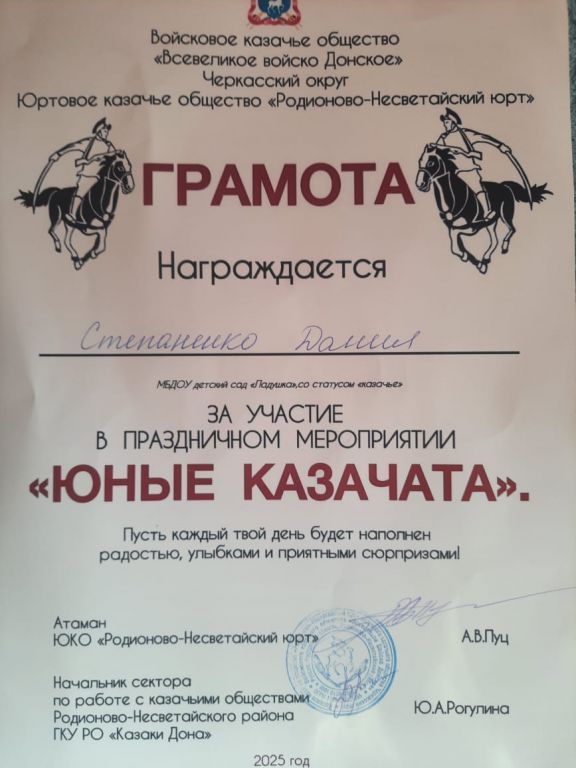 Войсковое казачье общество
«Всевеликое войско Донское»
Черкасский округ
Юртовое казачье общество «Родионово-Несветайский юрт»
ГРАМОТА
Награждается
Степаненко Даниил
МБДОУ детский сад «Ладушка»,со статусом «казачье»
ЗА УЧАСТИЕ
В ПРАЗДНИЧНОМ МЕРОПРИЯТИИ
«ЮНЫЕ КАЗАЧАТА».
Пусть каждый твой день будет наполнен
радостью, улыбками и приятными сюрпризами!
Атаман
ЮКО «Родионово-Несветайский юрт» А.В.Пуц
Начальник сектора
по работе с казачьими обществами
Родионово-Несветайского района Ю.А.Рогулина
ГКУ РО «Казаки Дона»
2025 год